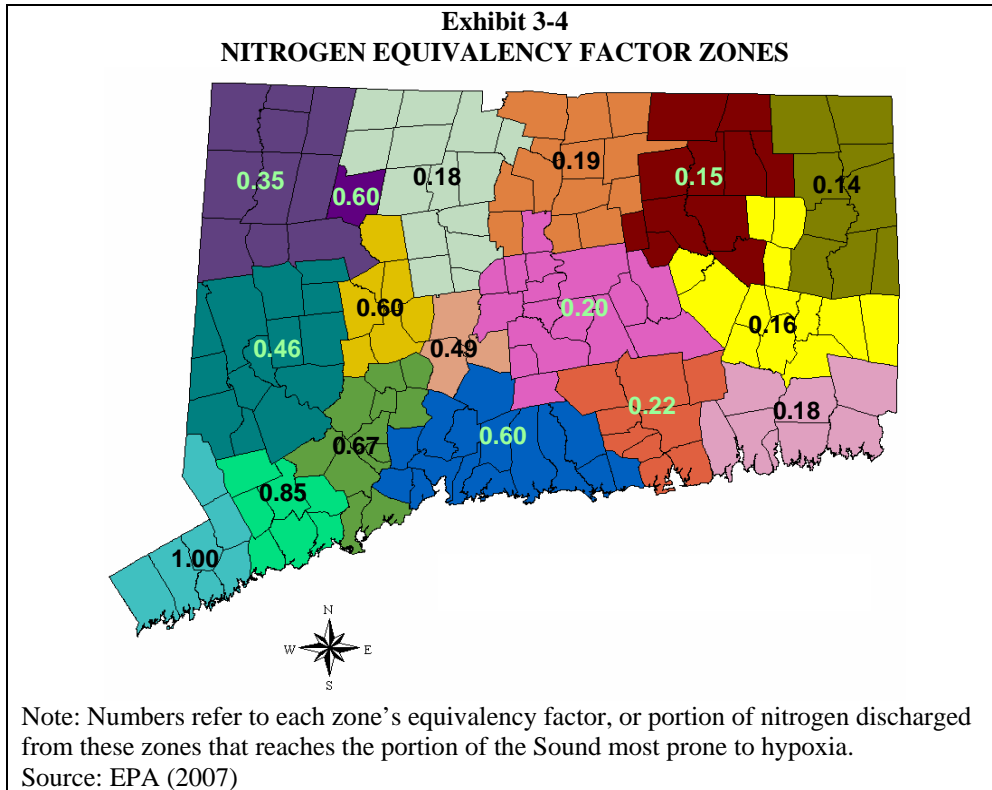 Exhibit 3-4
NITROGEN EQUIVALENCY FACTOR ZONES
0.35
0.60
0.18
0.19
0.15
0.14
0.60
0.20
0.16
0.46
0.49
0.22
0.18
0.67
0.60
0.85
1.00
N
W E
S
Note: Numbers refer to each zone's equivalency factor, or portion of nitrogen discharged
from these zones that reaches the portion of the Sound most prone to hypoxia.
Source: EPA (2007)